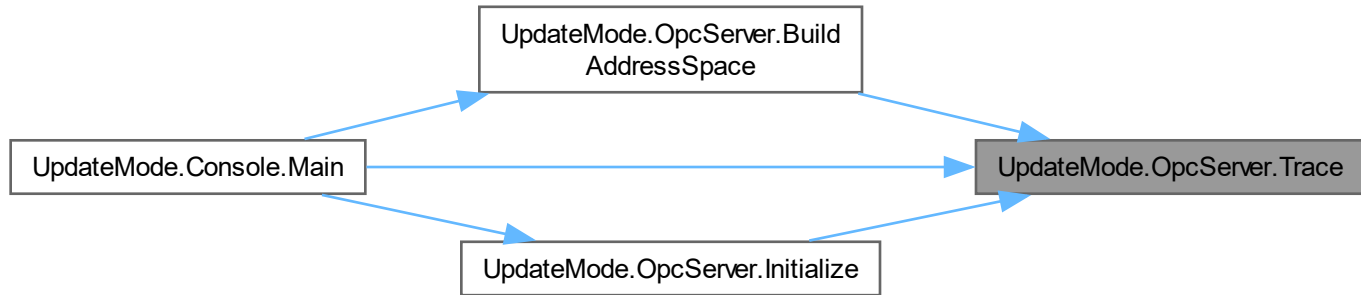 UpdateMode.OpcServer.Build
AddressSpace
UpdateMode.Console.Main
UpdateMode.OpcServer.Trace
UpdateMode.OpcServer.Initialize